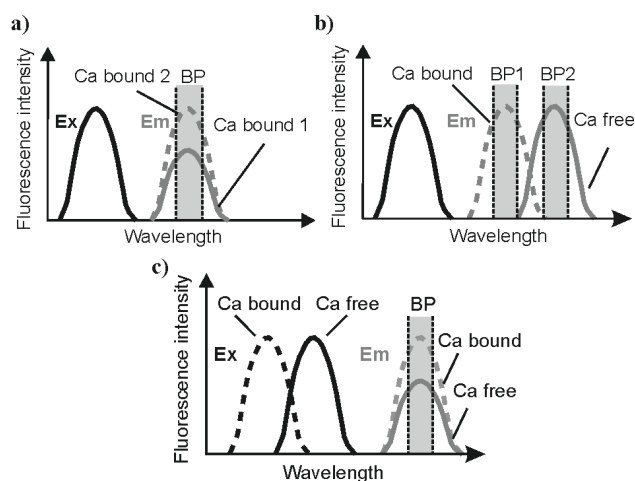 a)
Fluorescence intensity
Ca bound 2
BP
Ex
Em
Ca bound 1
Wavelength
b)
Fluorescence intensity
Ca bound
BP1
BP2
Ex
Em
Ca free
Wavelength
c)
Fluorescence intensity
Ca bound
Ca free
BP
Ex
Em
Ca bound
Ca free
Wavelength